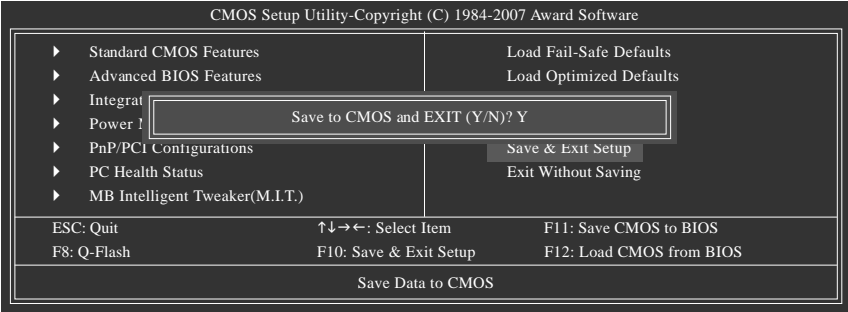 CMOS Setup Utility-Copyright (C) 1984-2007 Award Software
Standard CMOS Features
Advanced BIOS Features
Power
PnP/PCI Configurations
PC Health Status
MB Intelligent Tweaker(M.I.T.)
Load Fail-Safe Defaults
Load Optimized Defaults
Save & Exit Setup
Exit Without Saving
Save to CMOS and EXIT (Y/N)? Y
ESC: Quit
↑↓→←: Select Item
F11: Save CMOS to BIOS
F8: Q-Flash
F10: Save & Exit Setup
F12: Load CMOS from BIOS
Save Data to CMOS